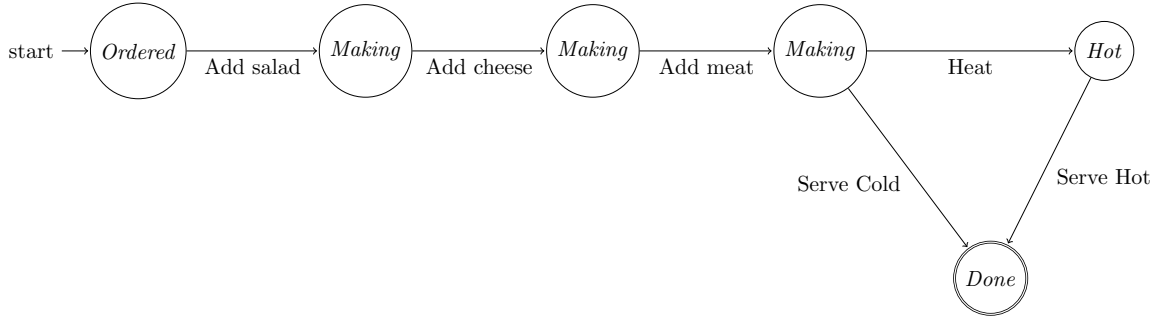 start
Ordered
Add salad
Making
Add cheese
Making
Add meat
Making
Heat
Hot
Serve Cold
Serve Hot
Done